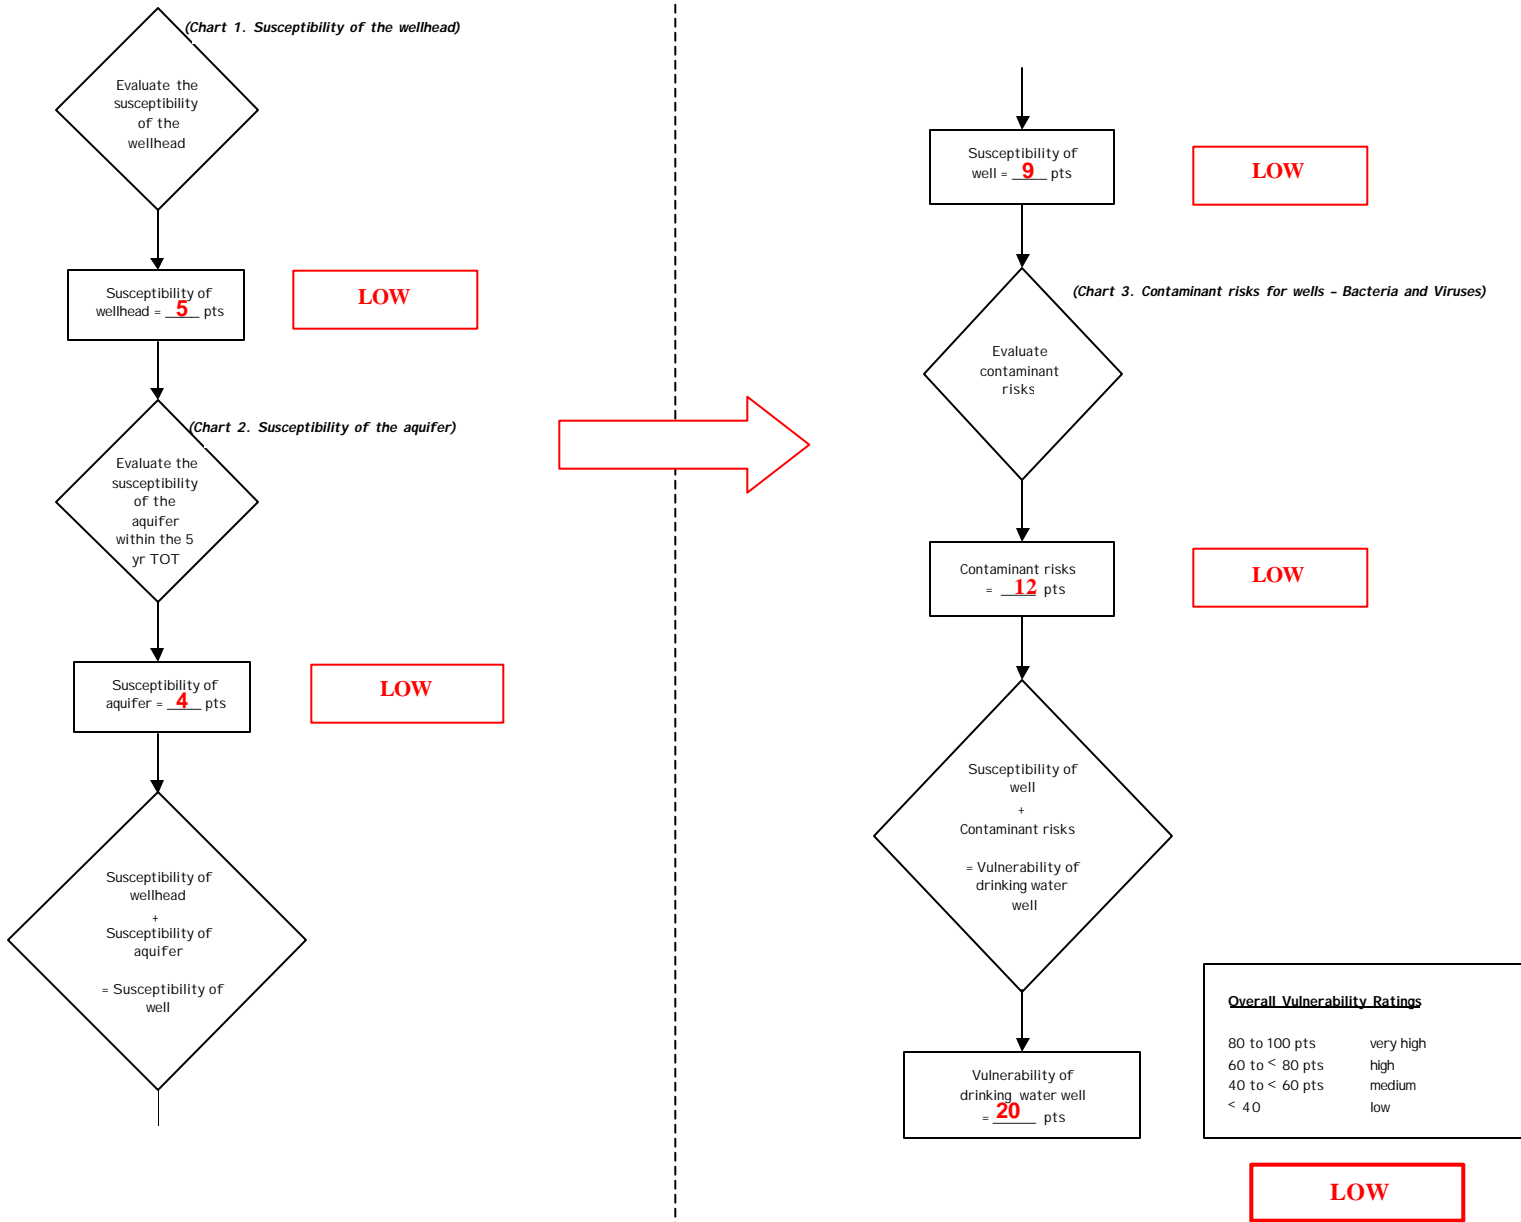 (Chart 1. Susceptibility of the wellhead)
Evaluate the
susceptibility
of the
wellhead
Susceptibility of
wellhead = 5 pts
LOW
(Chart 2. Susceptibility of the aquifer)
Evaluate the
susceptibility
of the
aquifer
within the 5
yr TOT
Susceptibility of
aquifer = 4 pts
LOW
Susceptibility of
wellhead
+
Susceptibility of
aquifer
= Susceptibility of
well
Susceptibility of
well = 9 pts
LOW
(Chart 3. Contaminant risks for wells – Bacteria and Viruses)
Evaluate
contaminant
risks
Contaminant risks
= 12 pts
LOW
Susceptibility of
well
+
Contaminant risks
= Vulnerability of
drinking water
well
Vulnerability of
drinking water well
= 20 pts
Overall Vulnerability Ratings
80 to 100 pts very high
60 to < 80 pts high
40 to < 60 pts medium
< 40 low
LOW